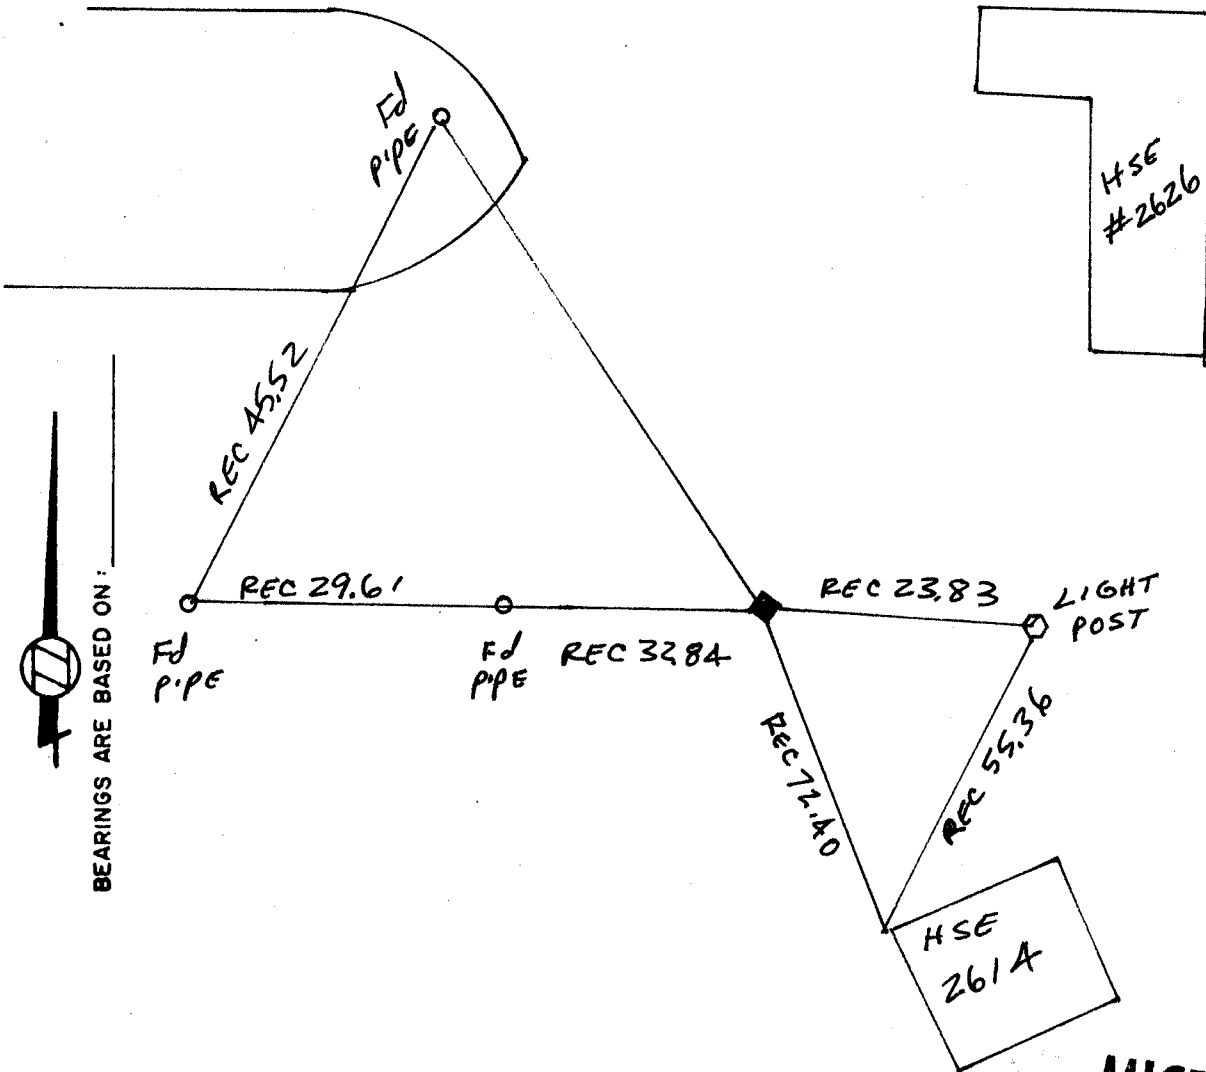 Fd
PIPE
HSE
#2626
REC 45.52
BEARINGS ARE BASED ON:
REC 29.61
REC 23.83
LIGHT
POST
Fd
PIPE
Fd
PIPE
REC 32.84
REC 72.40
REC 55.36
HSE
2614